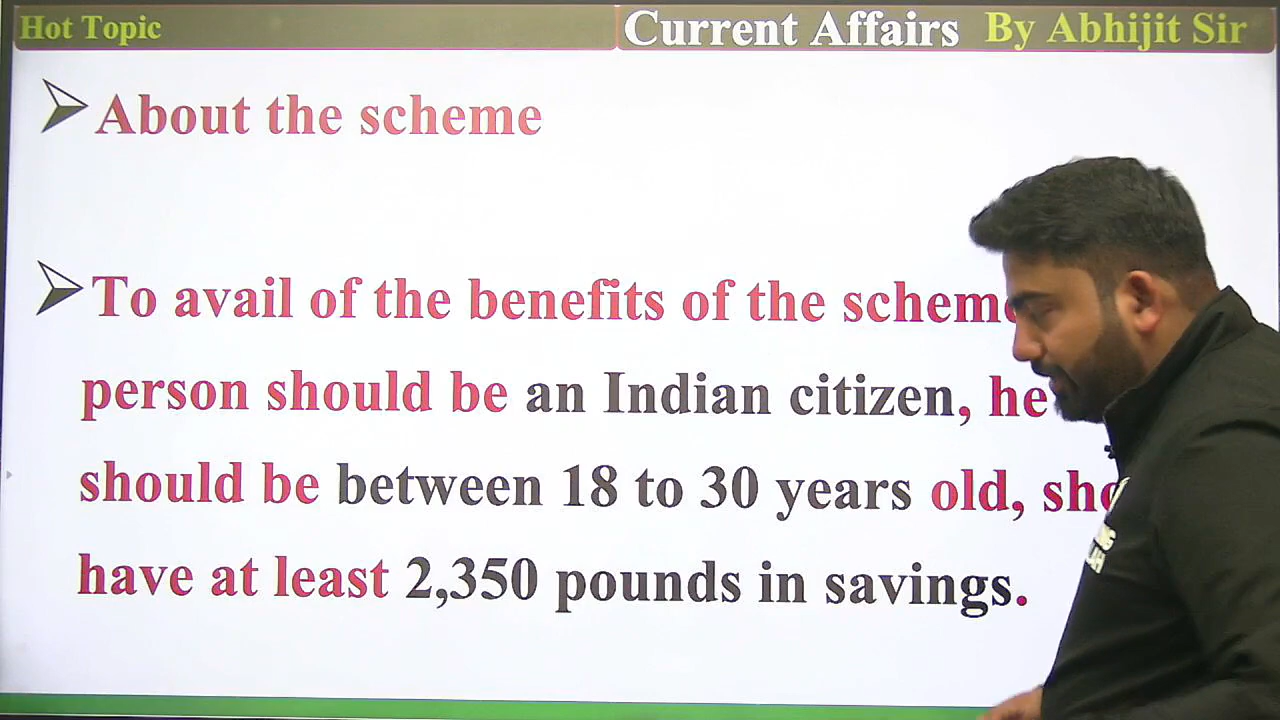 Hot Topic
Current Affairs By Abhijit Sir
About the scheme
To avail of the benefits of the
person should be an Indian citizen, he
should be between 18 to 30 years old,
have at least 2,350 pounds in savings.